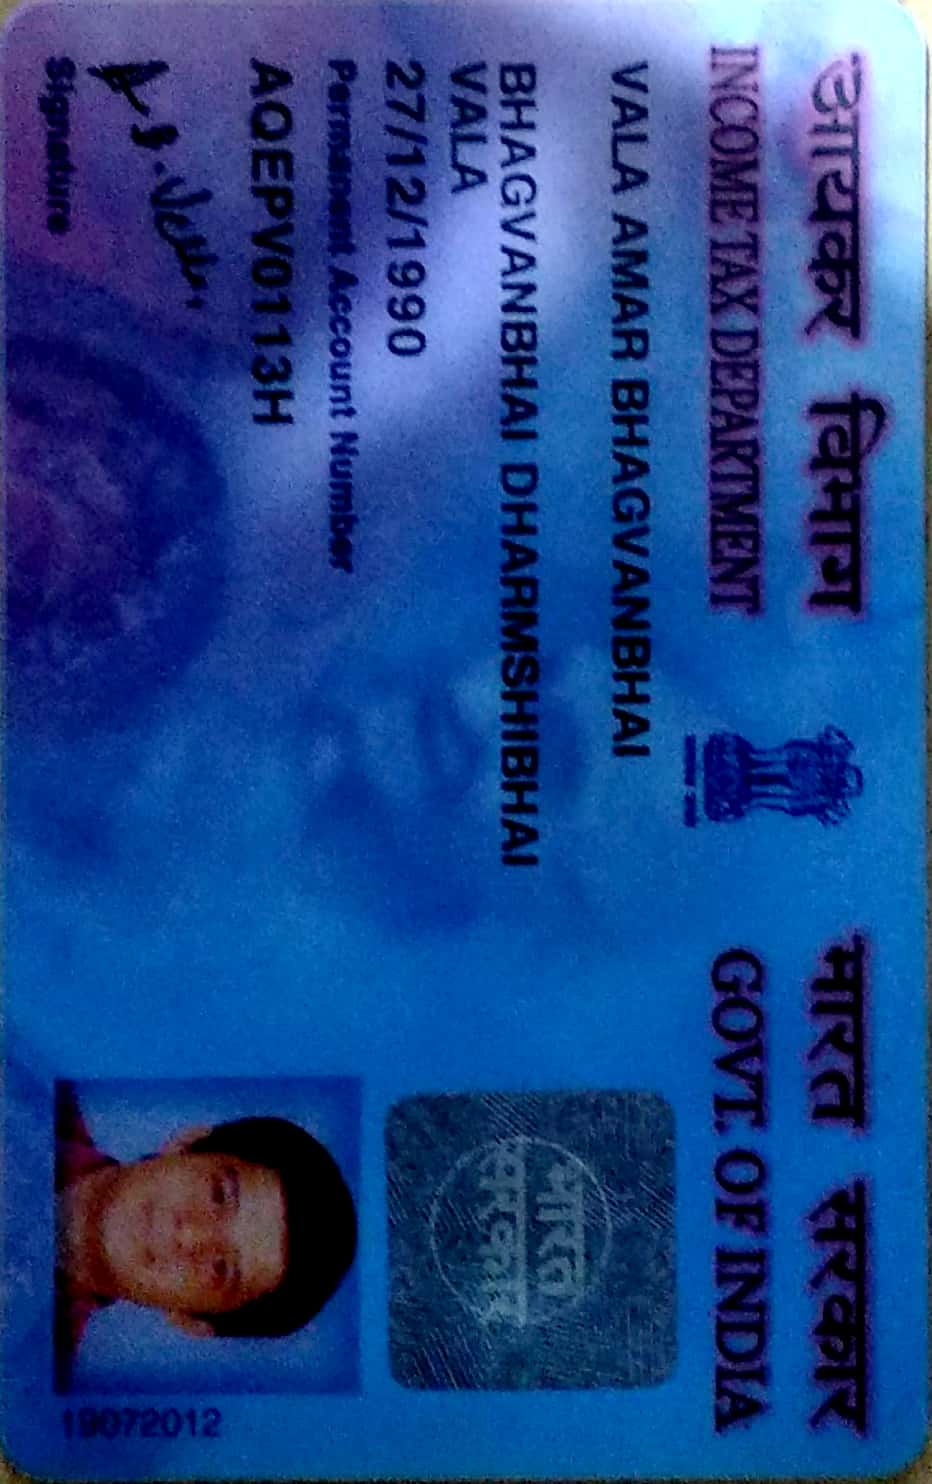 आयकर विभाग
INCOME TAX DEPARTMENT
भारत सरकार
GOVT. OF INDIA
VALA AMAR BHAGVANBHAI
BHAGVANBHAI DHARMSHIBHAI
VALA
27/12/1990
Permanent Account Number
AQEPV0113H
भारत
सरकार
A. B. Vala.
Signature
19072012